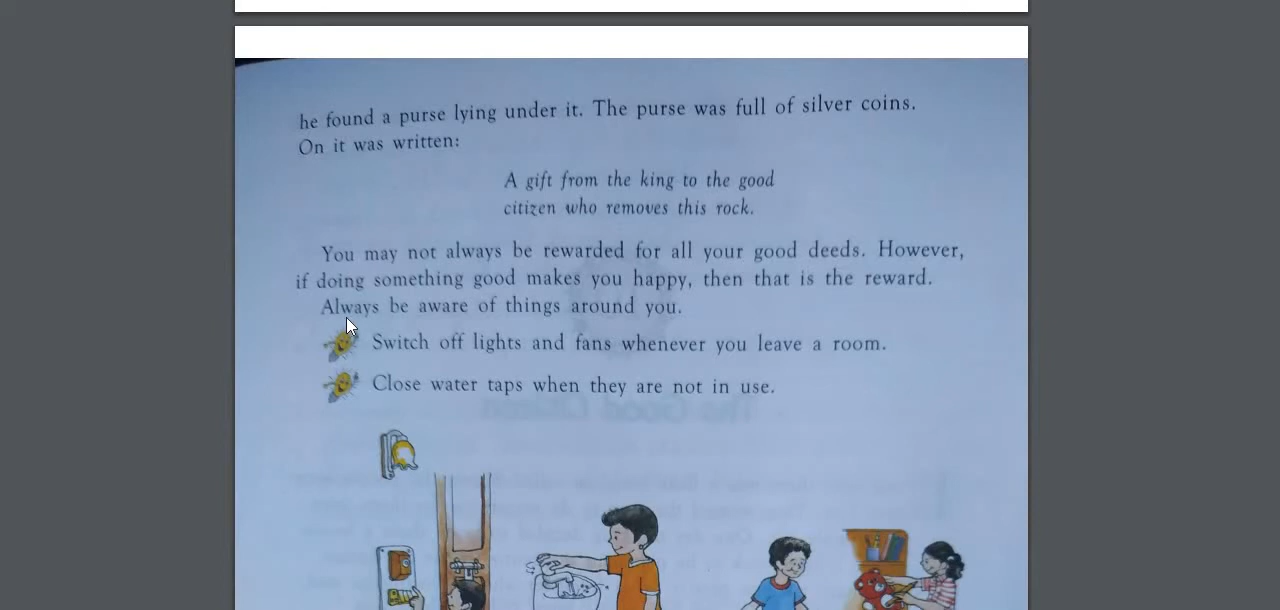 he found a purse lying under it. The purse was full of silver coins.
On it was written:
A gift from the king to the good
citizen who removes this rock.
You may not always be rewarded for all your good deeds. However,
if doing something good makes you happy, then that is the reward.
Always be aware of things around you.
Switch off lights and fans whenever you leave a room.
Close water taps when they are not in use.